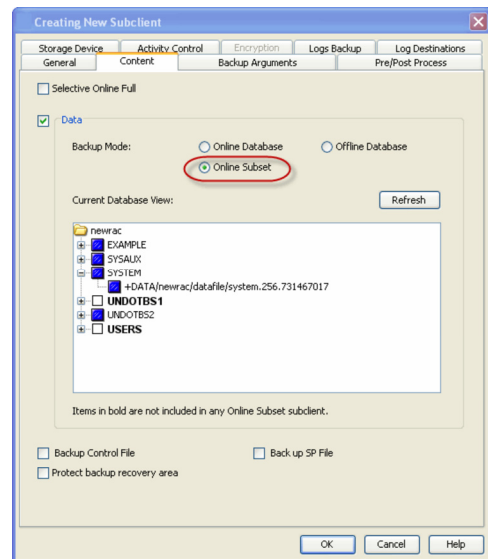 Creating New Subclient
Storage Device Activity Control Encryption Logs Backup Log Destinations
General Content Backup Arguments Pre/Post Process
Selective Online Full
Data
Backup Mode: Online Database Offline Database
Online Subset
Current Database View: Refresh
newrac
EXAMPLE
SYSAUX
SYSTEM
+DATA/newrac/datafile/system.256.731467017
UNDOTBS1
UNDOTBS2
USERS
Items in bold are not included in any Online Subset subclient.
Backup Control File Back up SP File
Protect backup recovery area
OK Cancel Help